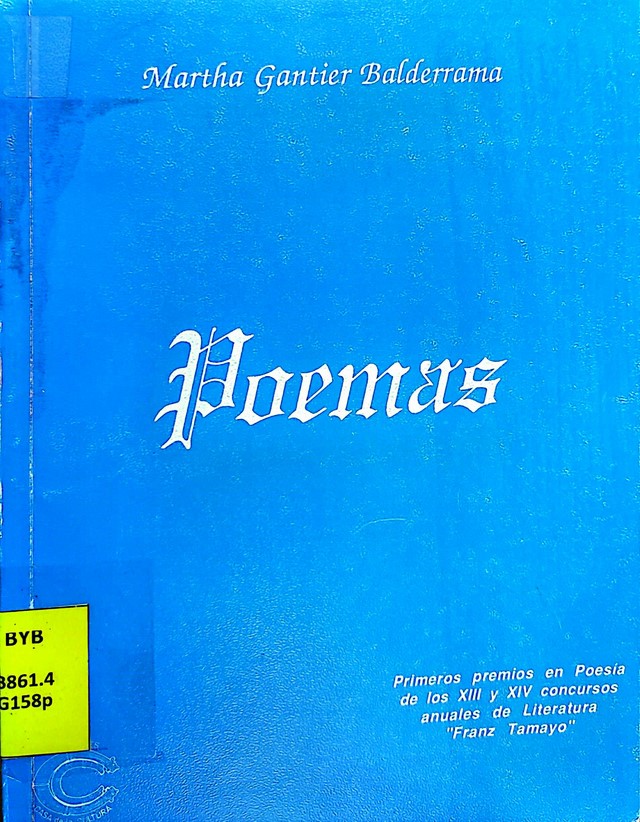 Martha Gantier Balderrama
Poemas
BYB
B861.4
G158p
Primeros premios en Poesía
de los XIII y XIV concursos
anuales de Literatura
"Franz Tamayo"